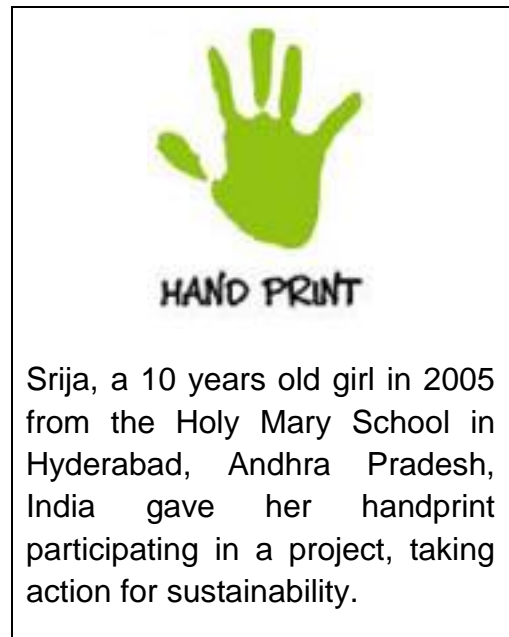 HAND PRINT
Srija, a 10 years old girl in 2005
from the Holy Mary School in
Hyderabad, Andhra Pradesh,
India gave her handprint
participating in a project, taking
action for sustainability.